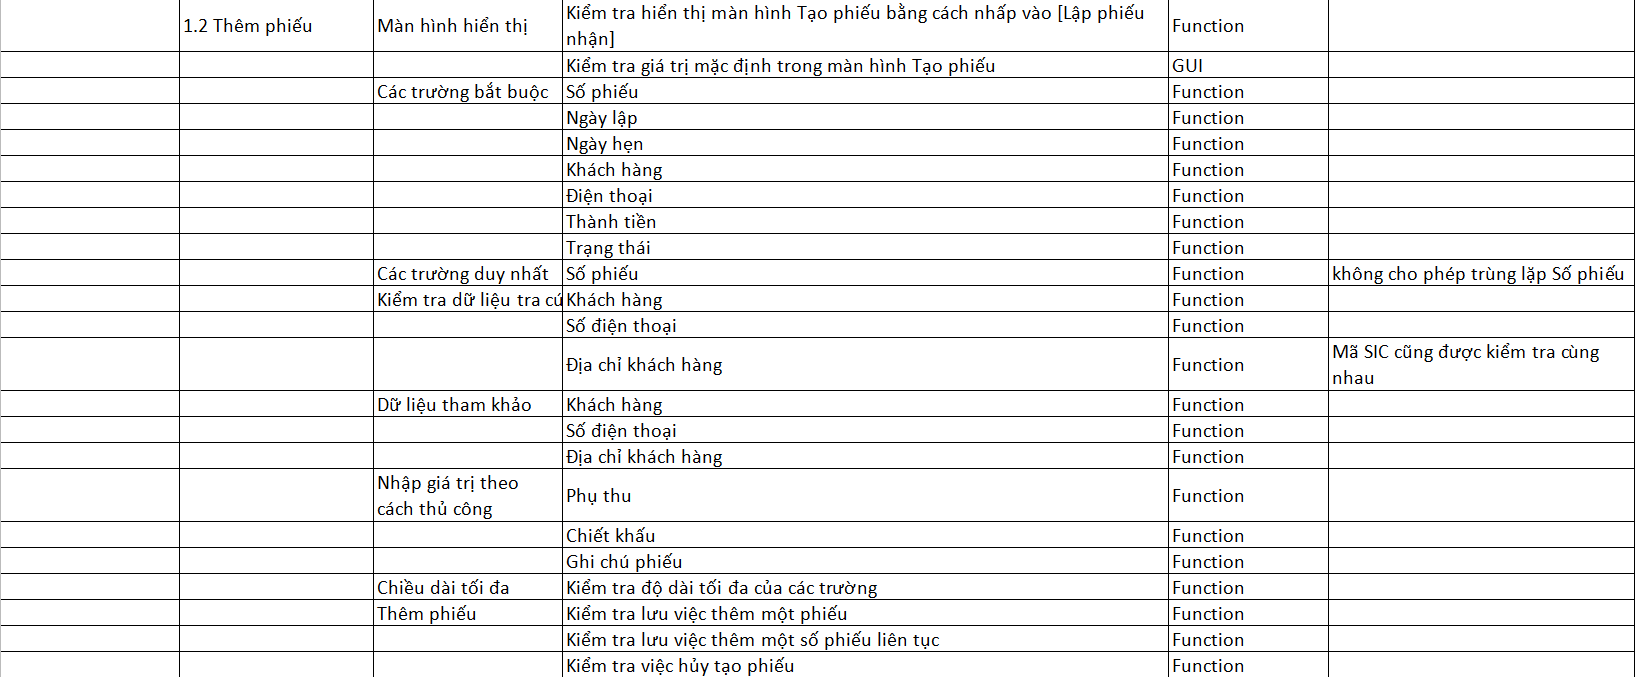 1.2 Thêm phiếu
Màn hình hiển thị
Kiểm tra hiển thị màn hình Tạo phiếu bằng cách nhấp vào [Lập phiếu
nhận]
Function
Kiểm tra giá trị mặc định trong màn hình Tạo phiếu
GUI
Các trường bắt buộc
Số phiếu
Function
Ngày lập
Function
Ngày hẹn
Function
Khách hàng
Function
Điện thoại
Function
Thành tiền
Function
Trạng thái
Function
Các trường duy nhất
Số phiếu
Function
không cho phép trùng lặp Số phiếu
Kiểm tra dữ liệu tra cú
Khách hàng
Function
Số điện thoại
Function
Địa chỉ khách hàng
Function
Mã SIC cũng được kiểm tra cùng
nhau
Dữ liệu tham khảo
Khách hàng
Function
Số điện thoại
Function
Địa chỉ khách hàng
Function
Nhập giá trị theo
cách thủ công
Phụ thu
Function
Chiết khấu
Function
Ghi chú phiếu
Function
Chiều dài tối đa
Kiểm tra độ dài tối đa của các trường
Function
Thêm phiếu
Kiểm tra lưu việc thêm một phiếu
Function
Kiểm tra lưu việc thêm một số phiếu liên tục
Function
Kiểm tra việc hủy tạo phiếu
Function